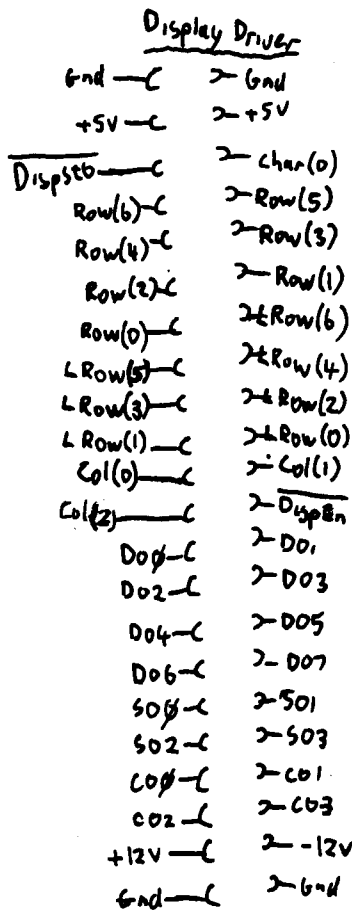 Display Driver
Gnd Gnd
+5V +5V
DispStb Char(0)
Row(6) Row(5)
Row(4) Row(3)
Row(2) Row(1)
Row(0) LRow(6)
LRow(5) LRow(4)
LRow(3) LRow(2)
LRow(1) LRow(0)
Col(0) Col(1)
Col(2) DispEn
D0Ø D01
D02 D03
D04 D05
D06 D07
S0Ø S01
S02 S03
C0Ø C01
C02 C03
+12V -12V
Gnd Gnd